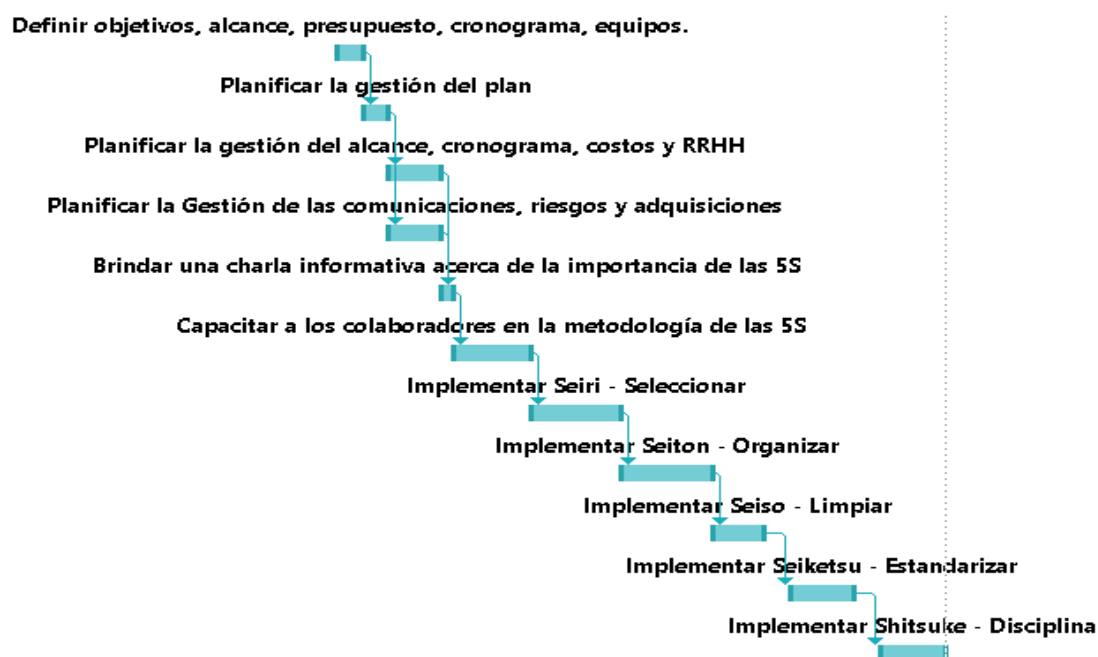 Definir objetivos, alcance, presupuesto, cronograma, equipos.
Planificar la gestión del plan
Planificar la gestión del alcance, cronograma, costos y RRHH
Planificar la Gestión de las comunicaciones, riesgos y adquisiciones
Brindar una charla informativa acerca de la importancia de las 5S
Capacitar a los colaboradores en la metodología de las 5S
Implementar Seiri - Seleccionar
Implementar Seiton - Organizar
Implementar Seiso - Limpiar
Implementar Seiketsu - Estandarizar
Implementar Shitsuke - Disciplina